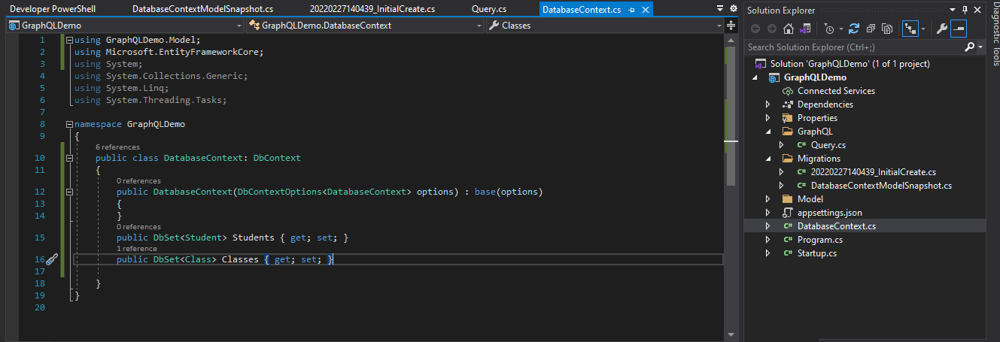 Developer PowerShell
DatabaseContextModelSnapshot.cs
20220227140439_InitialCreate.cs
Query.cs
DatabaseContext.cs
GraphQLDemo
GraphQLDemo.DatabaseContext
Classes
1 using GraphQLDemo.Model;
2 using Microsoft.EntityFrameworkCore;
3 using System;
4 using System.Collections.Generic;
5 using System.Linq;
6 using System.Threading.Tasks;
7
8 namespace GraphQLDemo
9 {
6 references
10 public class DatabaseContext: DbContext
11 {
0 references
12 public DatabaseContext(DbContextOptions<DatabaseContext> options) : base(options)
13 {
14 }
0 references
15 public DbSet<Student> Students { get; set; }
1 reference
16 public DbSet<Class> Classes { get; set; }
17
18 }
19 }
20
Solution Explorer
Search Solution Explorer (Ctrl+;)
Solution 'GraphQLDemo' (1 of 1 project)
GraphQLDemo
Connected Services
Dependencies
Properties
GraphQL
C# Query.cs
Migrations
C# 20220227140439_InitialCreate.cs
C# DatabaseContextModelSnapshot.cs
Model
appsettings.json
C# DatabaseContext.cs
C# Program.cs
C# Startup.cs
Diagnostic Tools